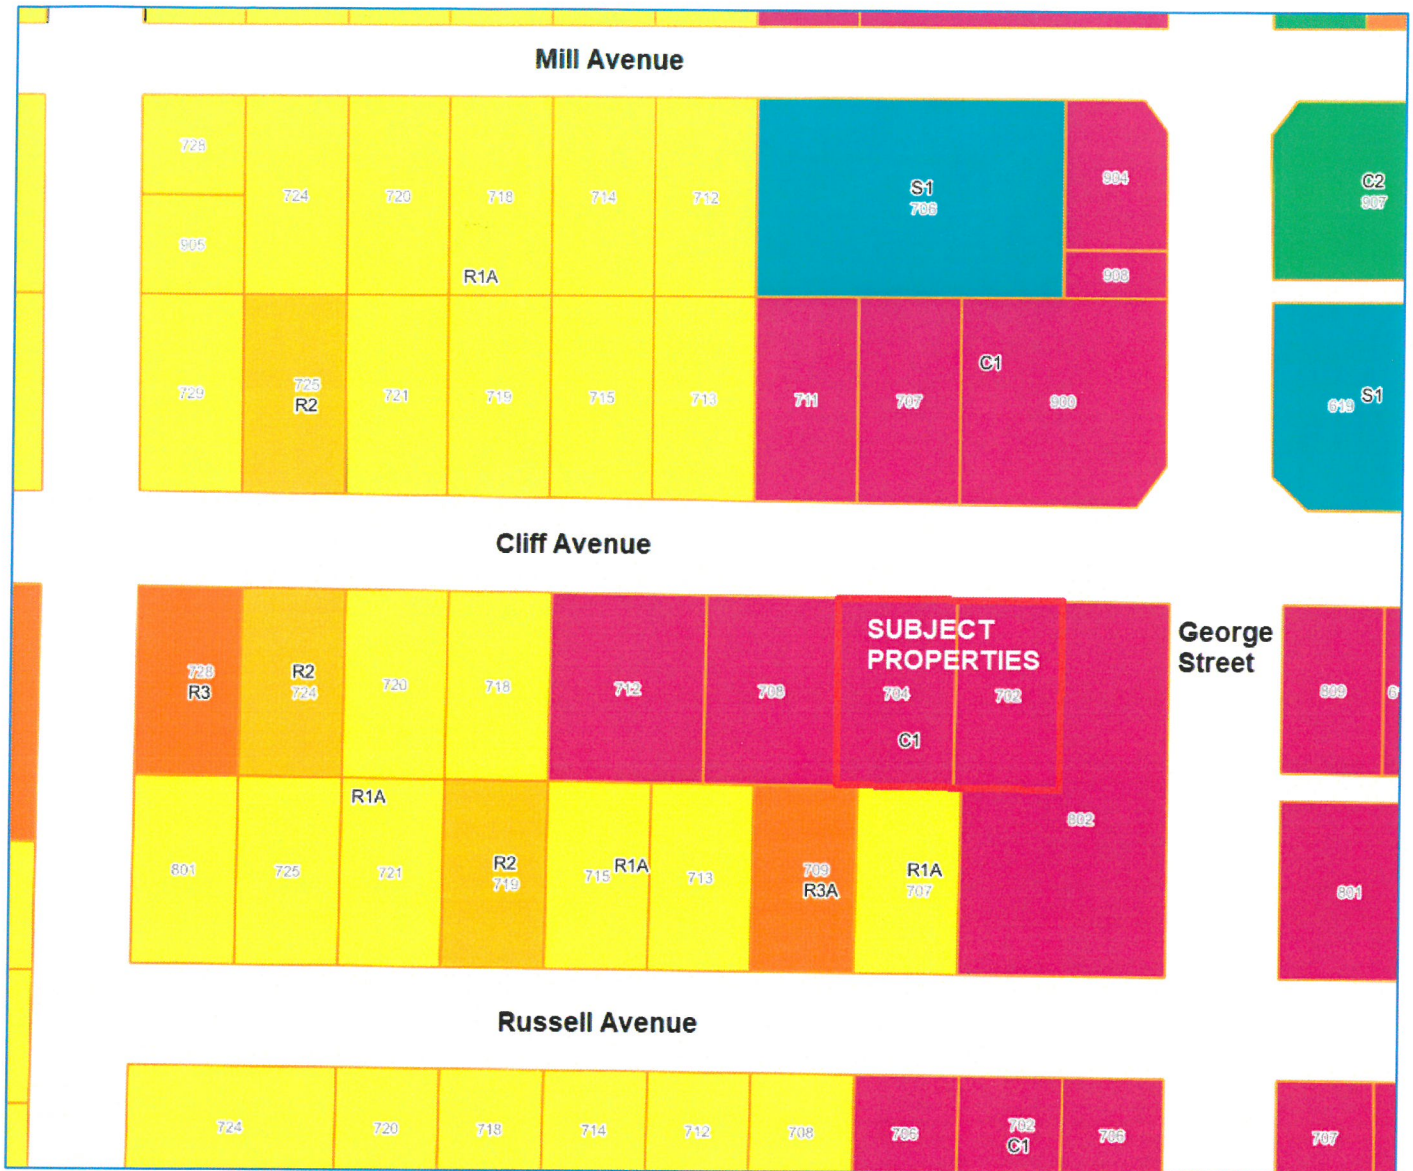 Mill Avenue
728
724
720
718
714
712
S1
706
904
C2
907
905
R1A
908
729
725
R2
721
719
715
713
711
707
C1
900
619
S1
Cliff Avenue
728
R3
R2
724
720
718
712
708
SUBJECT
PROPERTIES
704
702
C1
George
Street
809
R1A
802
801
725
721
R2
719
715
R1A
713
709
R3A
R1A
707
801
Russell Avenue
724
720
718
714
712
708
706
702
C1
706
707